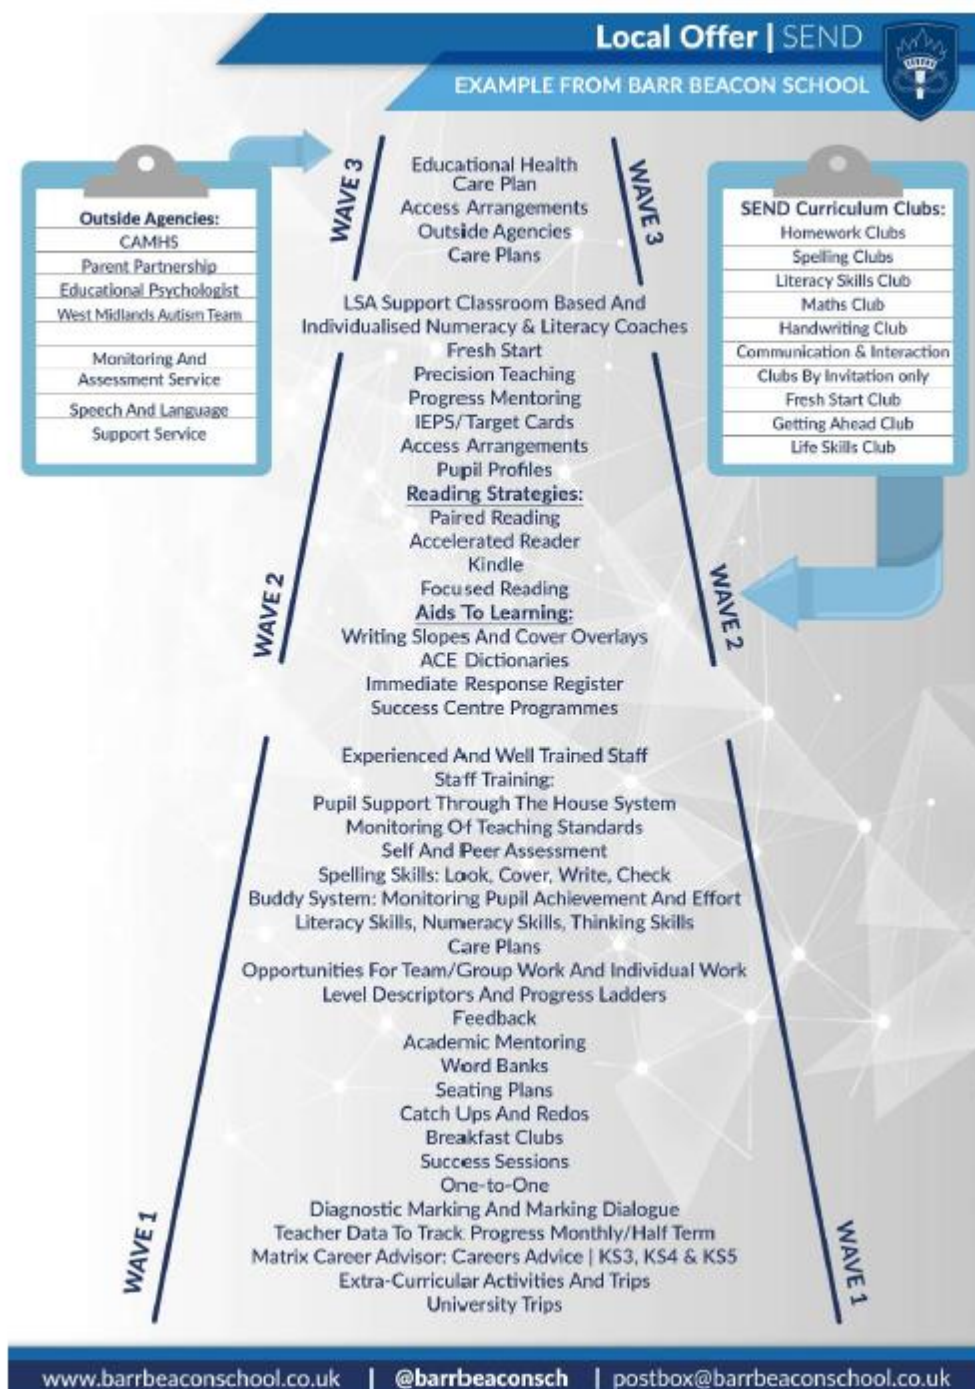 Local Offer | SEND
EXAMPLE FROM BARR BEACON SCHOOL
Outside Agencies:
CAMHS
Parent Partnership
Educational Psychologist
West Midlands Autism Team
Monitoring And
Assessment Service
Speech And Language
Support Service
WAVE 3
Educational Health
Care Plan
Access Arrangements
Outside Agencies
Care Plans
WAVE 3
SEND Curriculum Clubs:
Homework Clubs
Spelling Clubs
Literacy Skills Club
Maths Club
Handwriting Club
Communication & Interaction
Clubs By Invitation only
Fresh Start Club
Getting Ahead Club
Life Skills Club
LSA Support Classroom Based And
Individualised Numeracy & Literacy Coaches
Fresh Start
Precision Teaching
Progress Mentoring
IEPS/Target Cards
Access Arrangements
Pupil Profiles
Reading Strategies:
Paired Reading
Accelerated Reader
Kindle
Focused Reading
Aids To Learning:
Writing Slopes And Cover Overlays
ACE Dictionaries
Immediate Response Register
Success Centre Programmes
WAVE 2
WAVE 2
Experienced And Well Trained Staff
Staff Training:
Pupil Support Through The House System
Monitoring Of Teaching Standards
Self And Peer Assessment
Spelling Skills: Look, Cover, Write, Check
Buddy System: Monitoring Pupil Achievement And Effort
Literacy Skills, Numeracy Skills, Thinking Skills
Care Plans
Opportunities For Team/Group Work And Individual Work
Level Descriptors And Progress Ladders
Feedback
Academic Mentoring
Word Banks
Seating Plans
Catch Ups And Redos
Breakfast Clubs
Success Sessions
One-to-One
Diagnostic Marking And Marking Dialogue
Teacher Data To Track Progress Monthly/Half Term
Matrix Career Advisor: Careers Advice | KS3, KS4 & KS5
Extra-Curricular Activities And Trips
University Trips
WAVE 1
WAVE 1
www.barrbeaconschool.co.uk | @barrbeaconsch | postbox@barrbeaconschool.co.uk